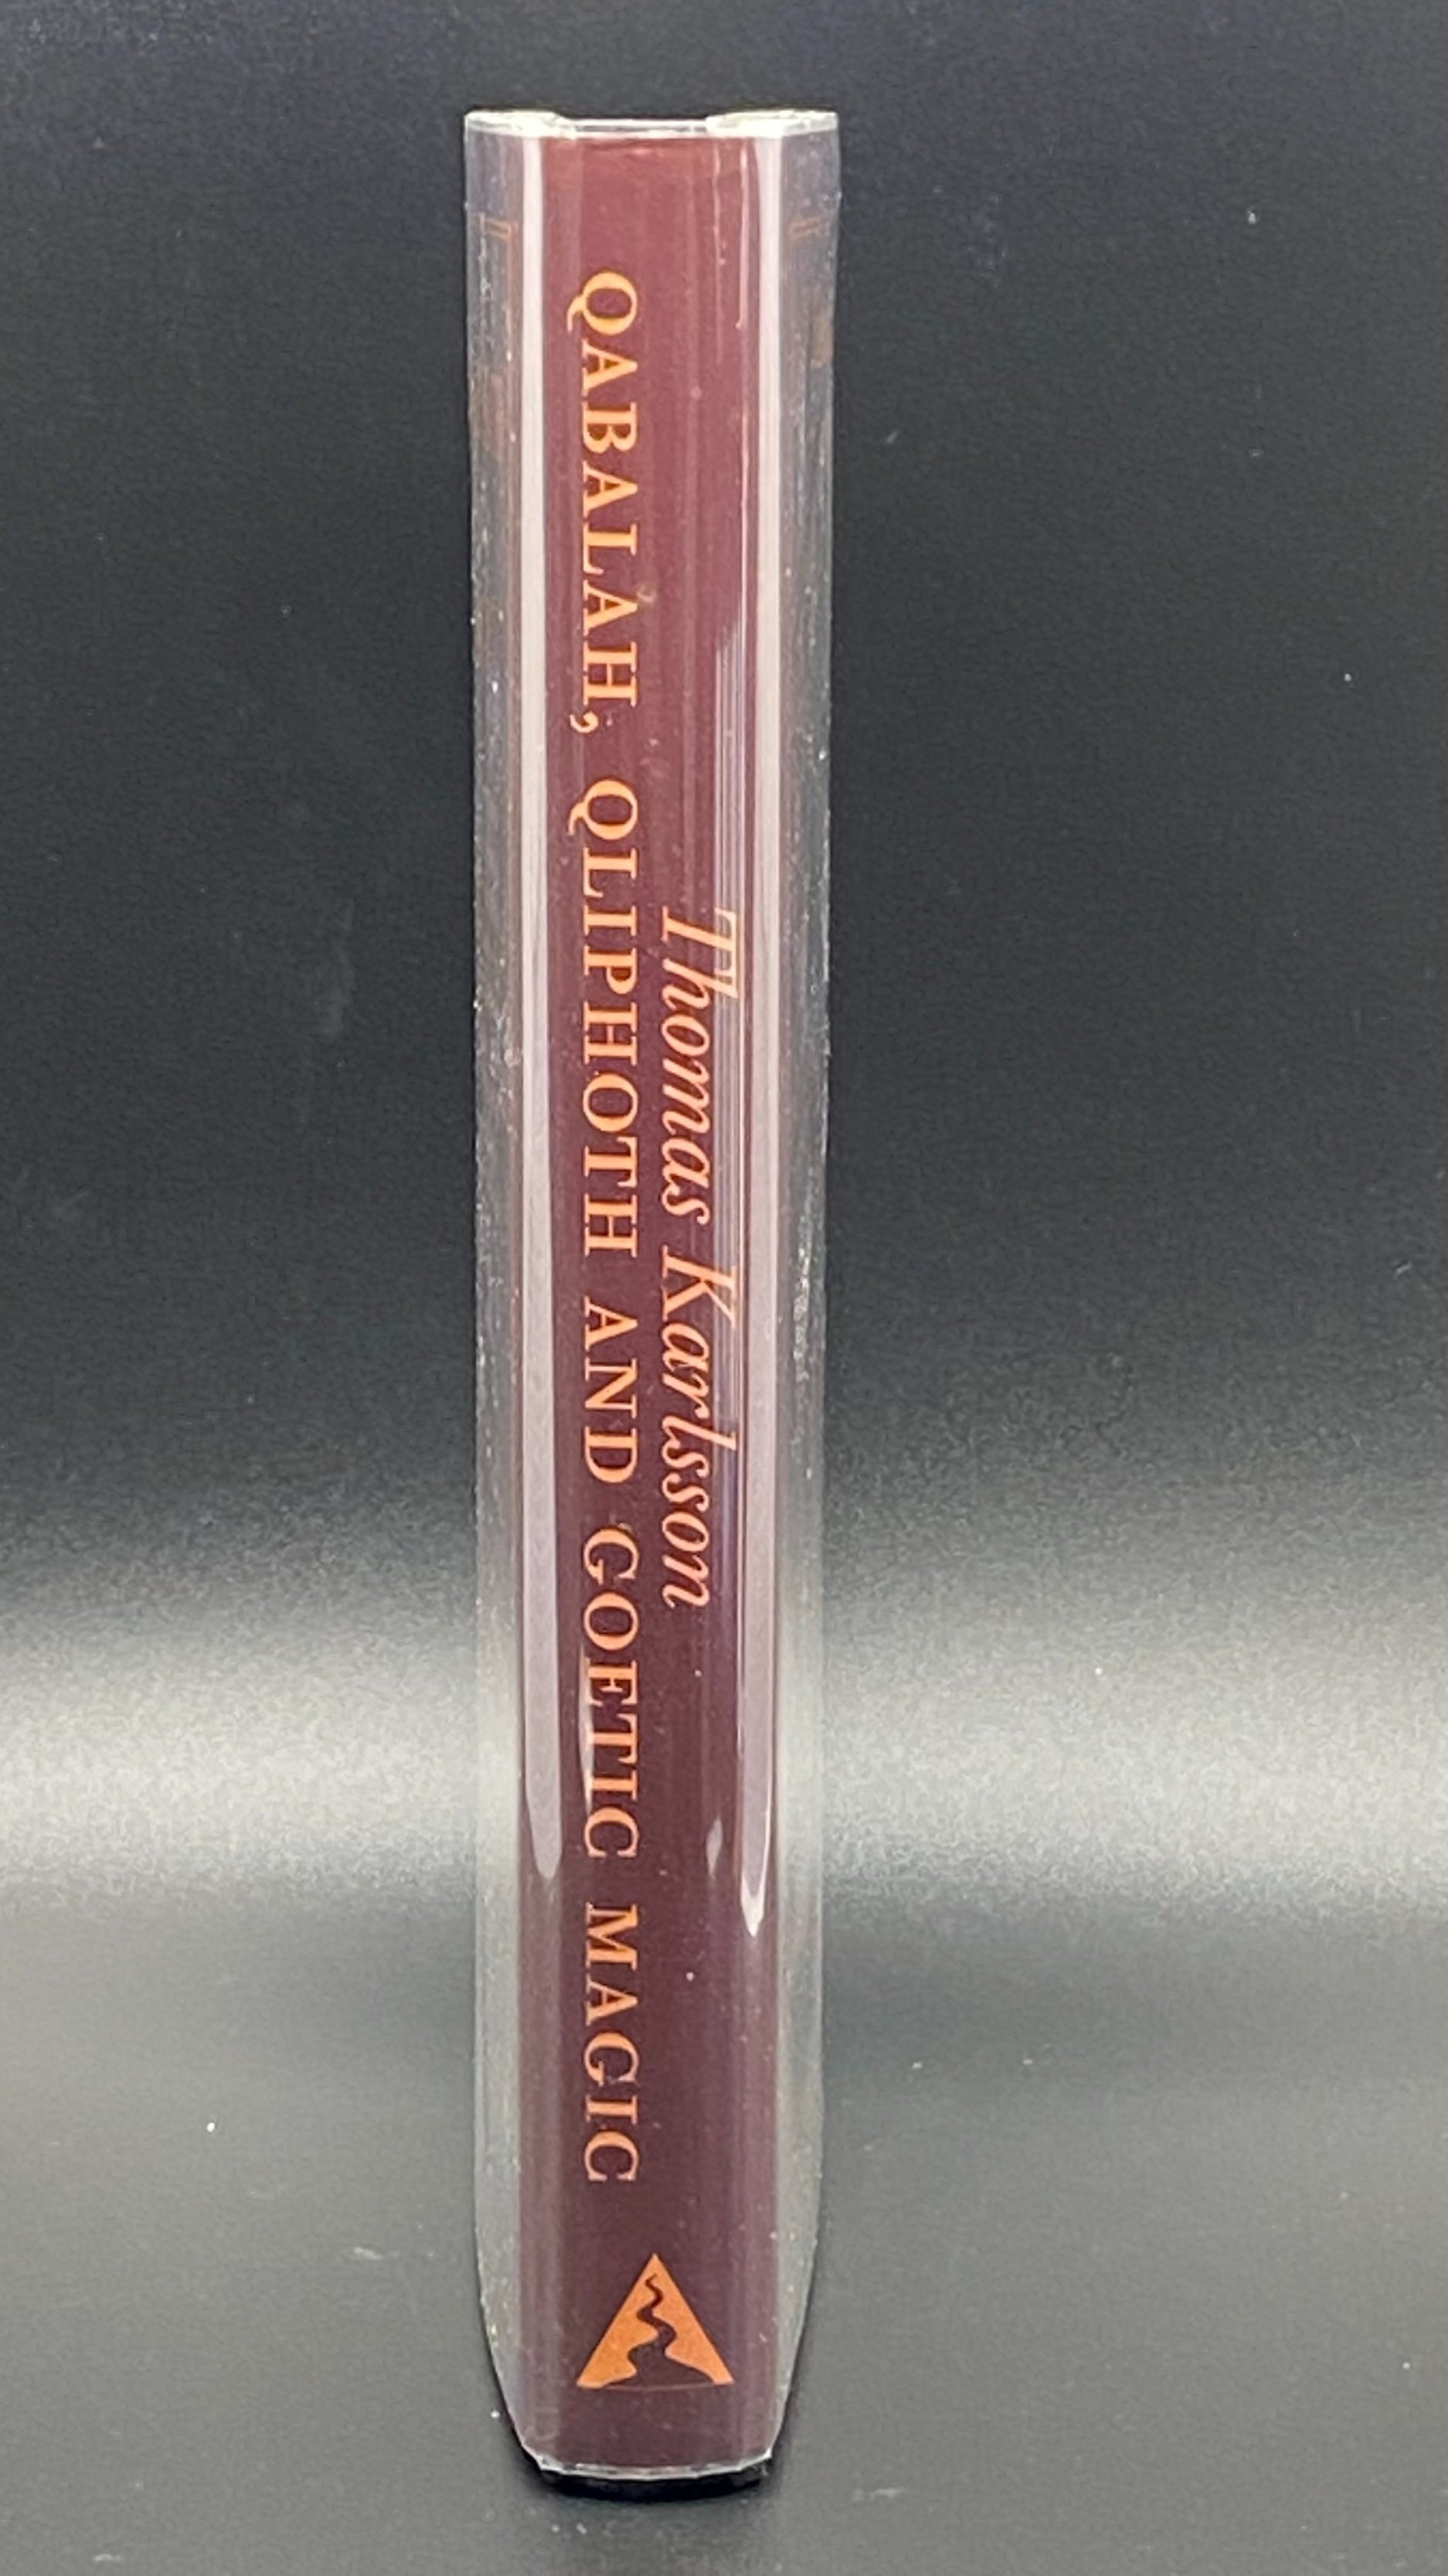 Thomas Karlsson
QABALAH, QLIPHOTH AND GOETIC MAGIC